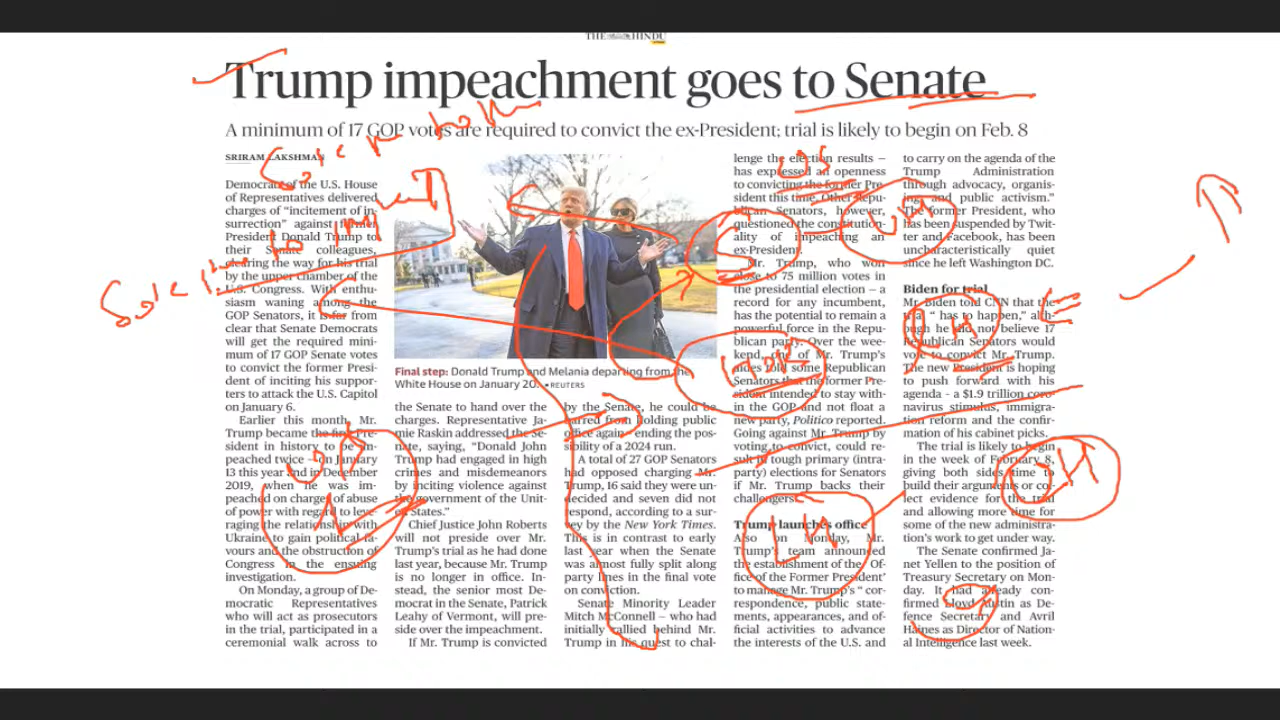 THE HINDU
Trump impeachment goes to Senate
A minimum of 17 GOP votes are required to convict the ex-President; trial is likely to begin on Feb. 8
SRIRAM LAKSHMAN
Democrats of the U.S. House
of Representatives delivered
charges of “incitement of in-
surrection” against former
President Donald Trump to
their Senate colleagues,
clearing the way for his trial
by the upper chamber of the
U.S. Congress. With enthu-
siasm waning among the
GOP Senators, it is far from
clear that Senate Democrats
will get the required mini-
mum of 17 GOP Senate votes
to convict the former Presi-
dent of inciting his suppor-
ters to attack the U.S. Capitol
on January 6.
Earlier this month, Mr.
Trump became the first Pre-
sident in history to be im-
peached twice - on January
13 this year and in December
2019, when he was im-
peached on charges of abuse
of power with regard to leve-
raging the relationship with
Ukraine to gain political fa-
vours and the obstruction of
Congress in the ensuing
investigation.
On Monday, a group of De-
mocratic Representatives
who will act as prosecutors
in the trial, participated in a
ceremonial walk across to
Final step: Donald Trump and Melania departing from the
White House on January 20. •REUTERS
the Senate to hand over the
charges. Representative Ja-
mie Raskin addressed the Se-
nate, saying, “Donald John
Trump had engaged in high
crimes and misdemeanors
by inciting violence against
the government of the Unit-
ed States.”
Chief Justice John Roberts
will not preside over Mr.
Trump's trial as he had done
last year, because Mr. Trump
is no longer in office. In-
stead, the senior most De-
mocrat in the Senate, Patrick
Leahy of Vermont, will pre-
side over the impeachment.
If Mr. Trump is convicted
by the Senate, he could be
barred from holding public
office again - ending the pos-
sibility of a 2024 run.
A total of 27 GOP Senators
had opposed charging Mr.
Trump, 16 said they were un-
decided and seven did not
respond, according to a sur-
vey by the New York Times.
This is in contrast to early
last year when the Senate
was almost fully split along
party lines in the final vote
on conviction.
Senate Minority Leader
Mitch McConnell – who had
initially rallied behind Mr.
Trump in his quest to chal-
lenge the election results –
has expressed an openness
to convicting the former Pre-
sident this time. Other Repu-
blican Senators, however,
questioned the constitution-
ality of impeaching an
ex-President.
Mr. Trump, who won
close to 75 million votes in
the presidential election – a
record for any incumbent,
has the potential to remain a
powerful force in the Repu-
blican party. Over the week-
end, one of Mr. Trump's
aides told some Republican
Senators that the former Pre-
sident intended to stay with-
in the GOP and not float a
new party, Politico reported.
Going against Mr. Trump by
voting to convict, could re-
sult in tough primary (intra-
party) elections for Senators
if Mr. Trump backs their
challengers.
Trump launches office
Also on Monday, Mr.
Trump's team announced
the establishment of the ‘Of-
fice of the Former President’
to manage Mr. Trump's “cor-
respondence, public state-
ments, appearances, and of-
ficial activities to advance
the interests of the U.S. and
to carry on the agenda of the
Trump Administration
through advocacy, organis-
ing, and public activism.”
The former President, who
has been suspended by Twit-
ter and Facebook, has been
uncharacteristically quiet
since he left Washington DC.
Biden for trial
Mr. Biden told CNN that the
trial “ has to happen,” alth-
ough he did not believe 17
Republican Senators would
vote to convict Mr. Trump.
The new President is hoping
to push forward with his
agenda - a $1.9 trillion coro-
navirus stimulus, immigra-
tion reform and the confir-
mation of his cabinet picks.
The trial is likely to begin
in the week of February 8,
giving both sides time to
build their arguments or col-
lect evidence for the trial
and allowing more time for
some of the new administra-
tion's work to get under way.
The Senate confirmed Ja-
net Yellen to the position of
Treasury Secretary on Mon-
day. It had already con-
firmed Lloyd Austin as De-
fence Secretary and Avril
Haines as Director of Nation-
al Intelligence last week.